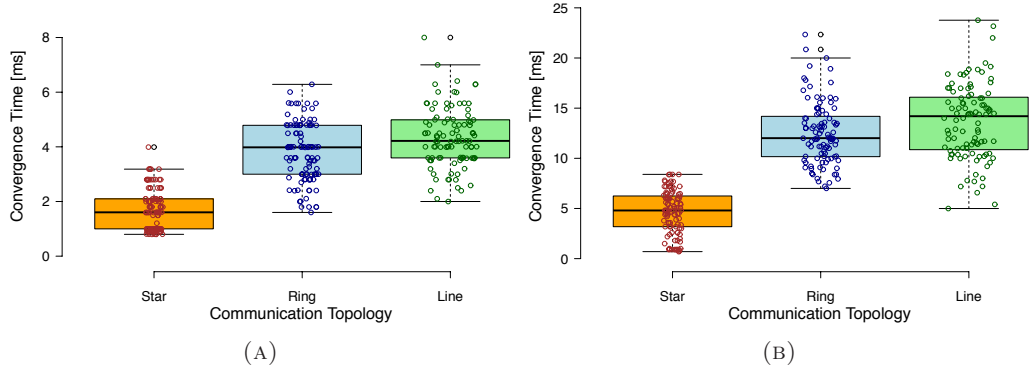 Convergence Time [ms]
8
6
4
2
0
Star
Ring
Line
Communication Topology
(A)
Convergence Time [ms]
25
20
15
10
5
0
Star
Ring
Line
Communication Topology
(B)